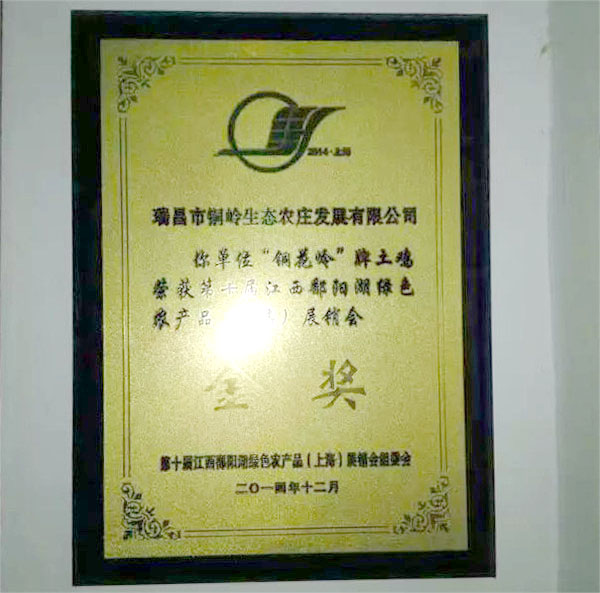 2014·上海
瑞昌市铜岭生态农庄发展有限公司
你单位“铜花岭”牌土鸡
荣获第十届江西鄱阳湖绿色
农产品（ ）展销会
金奖
第十届江西鄱阳湖绿色农产品（上海）展销会组委会
二〇一四年十二月